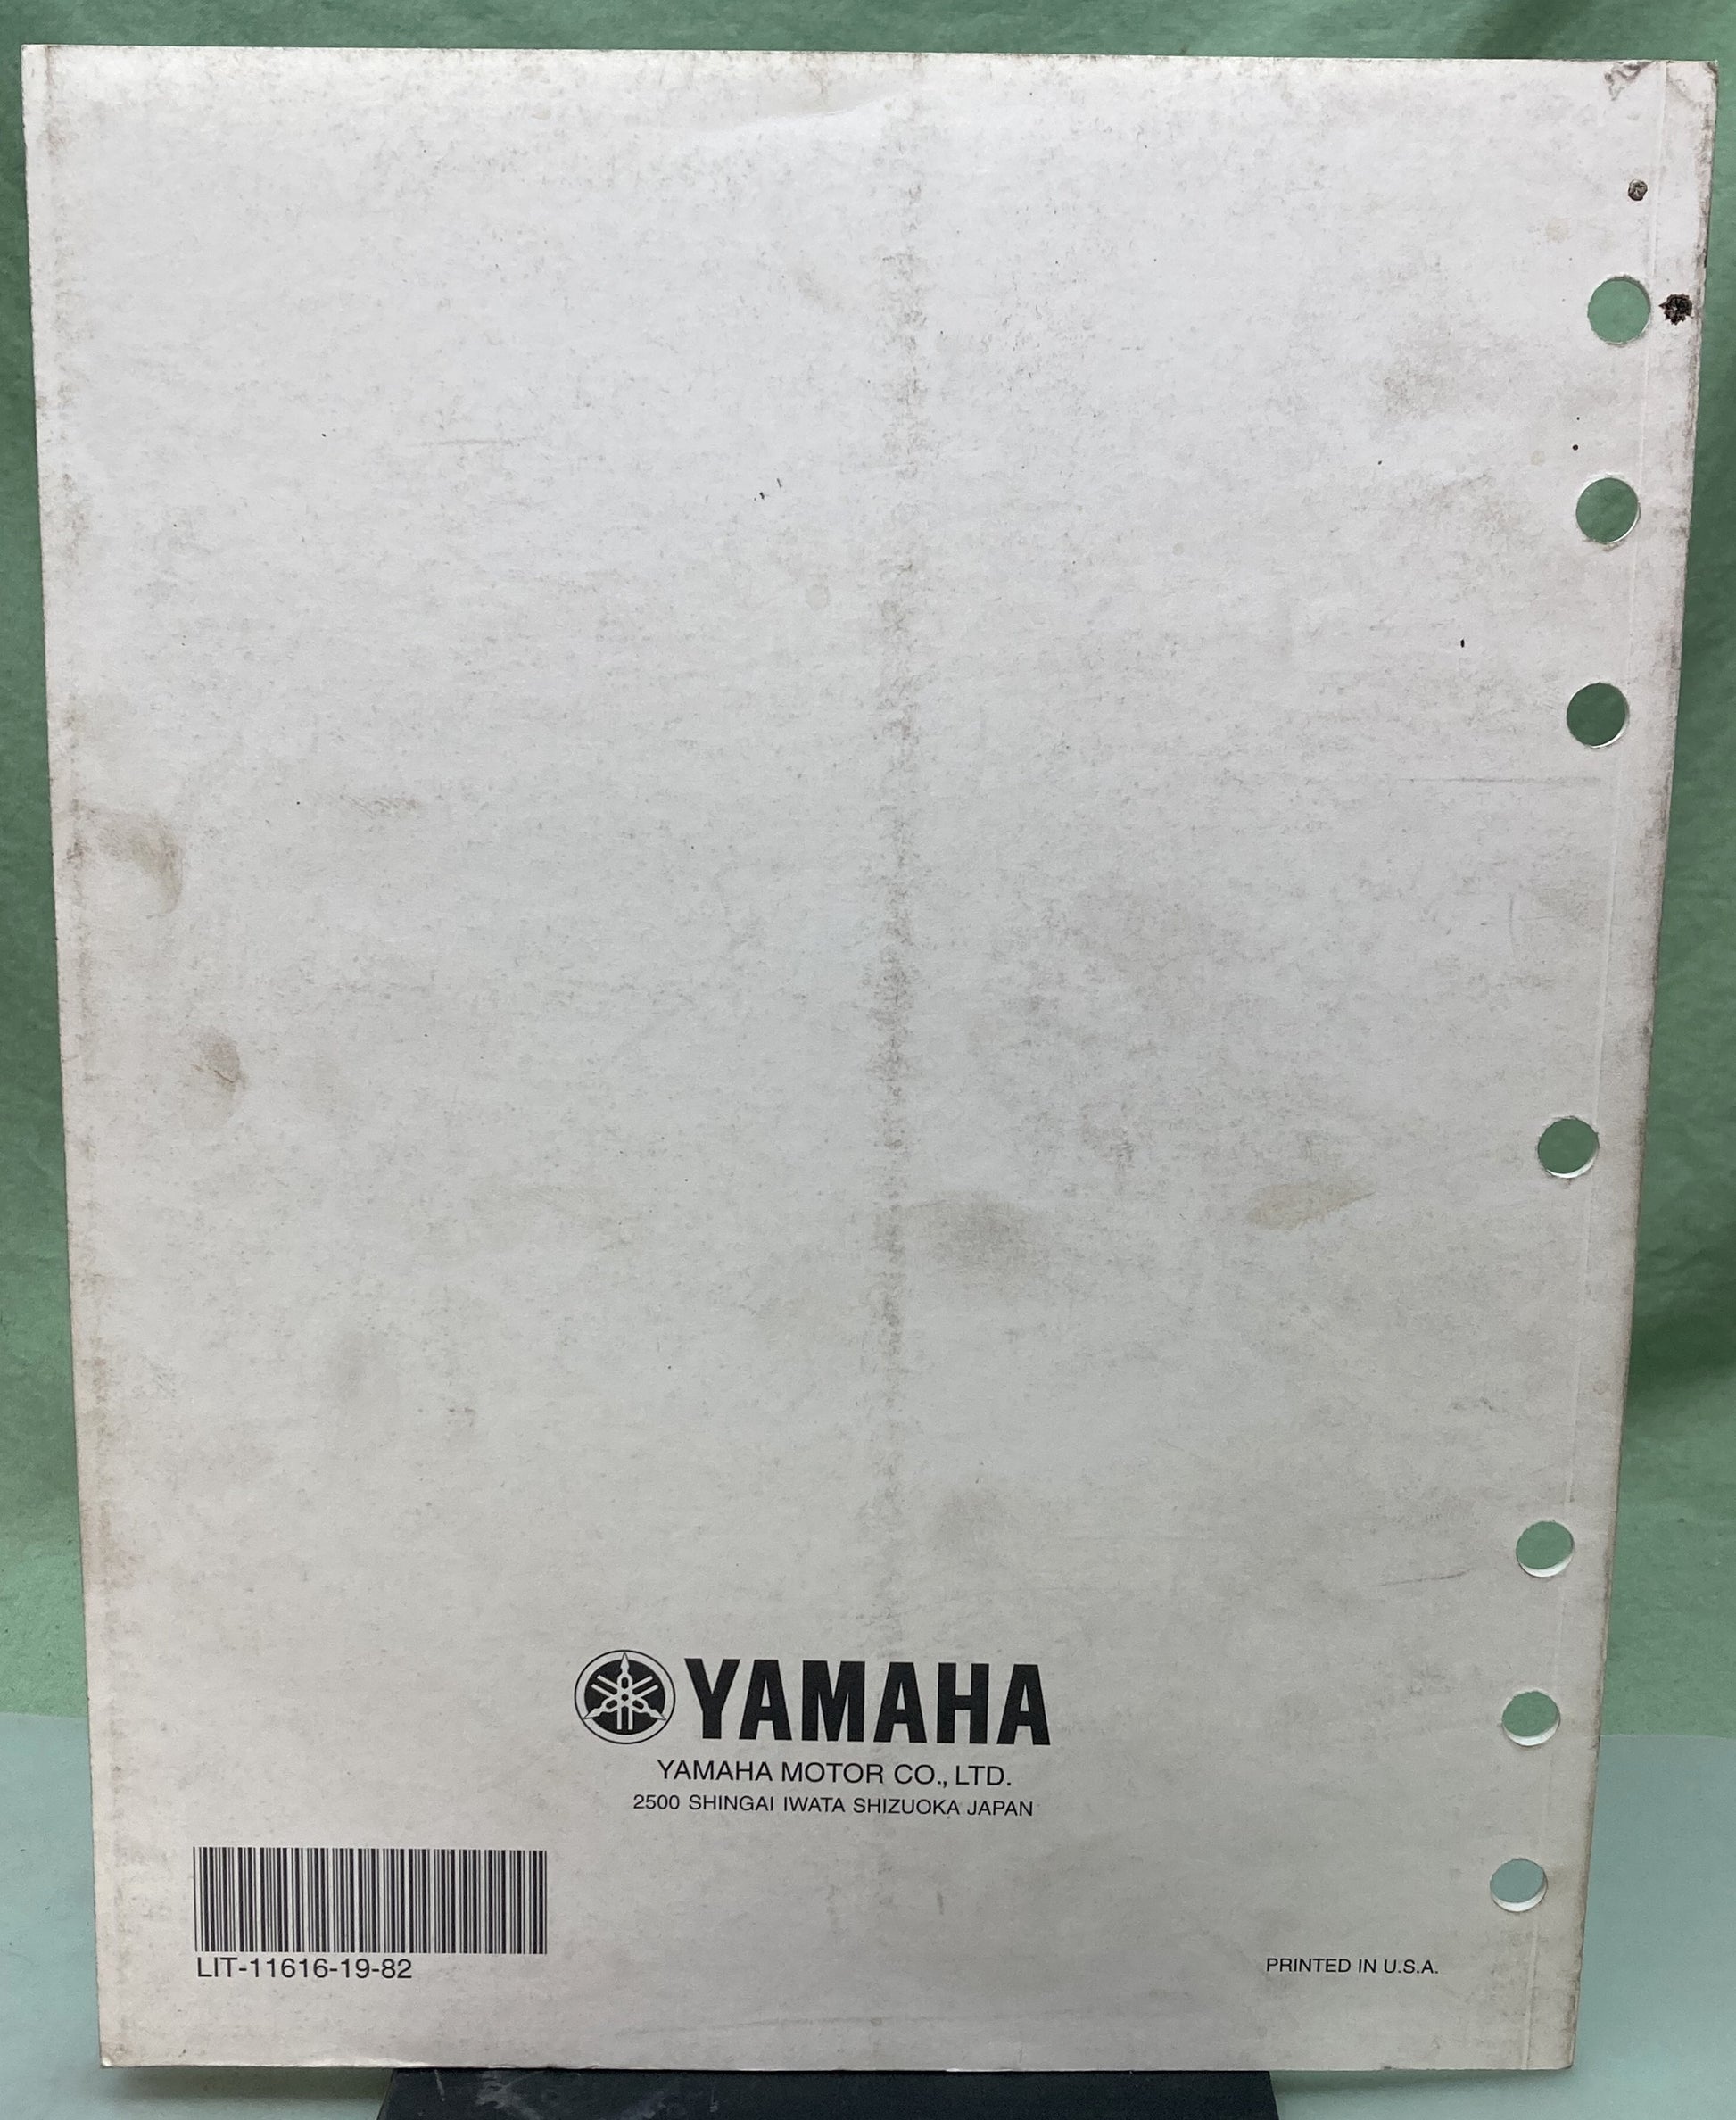 YAMAHA
YAMAHA MOTOR CO., LTD.
2500 SHINGAI IWATA SHIZUOKA JAPAN
LIT-11616-19-82
PRINTED IN U.S.A.